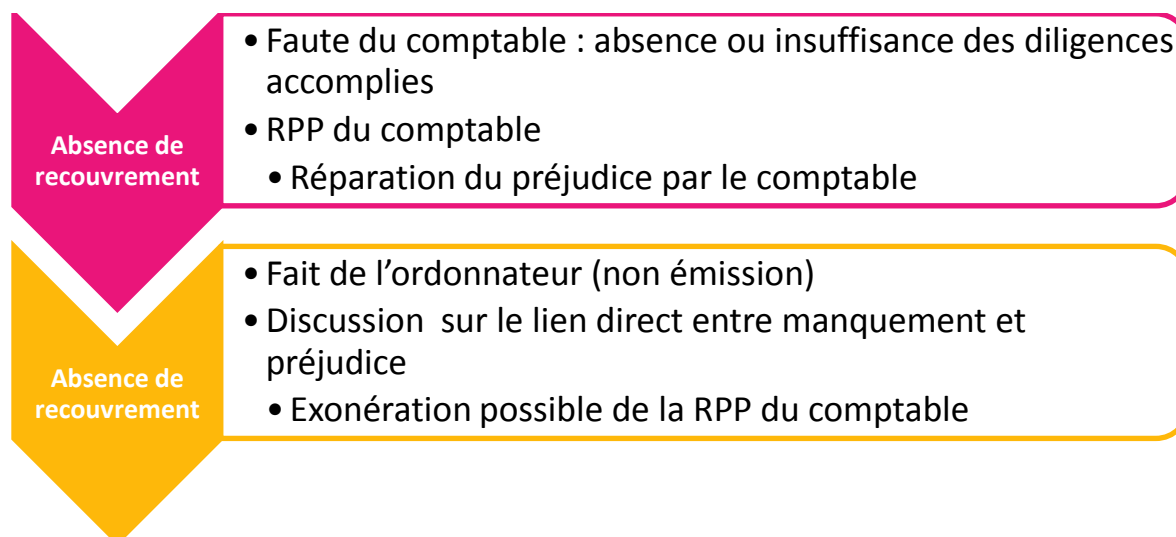 Absence de
recouvrement
• Faute du comptable : absence ou insuffisance des diligences
accomplies
• RPP du comptable
• Réparation du préjudice par le comptable
Absence de
recouvrement
• Fait de l’ordonnateur (non émission)
• Discussion sur le lien direct entre manquement et
préjudice
• Exonération possible de la RPP du comptable